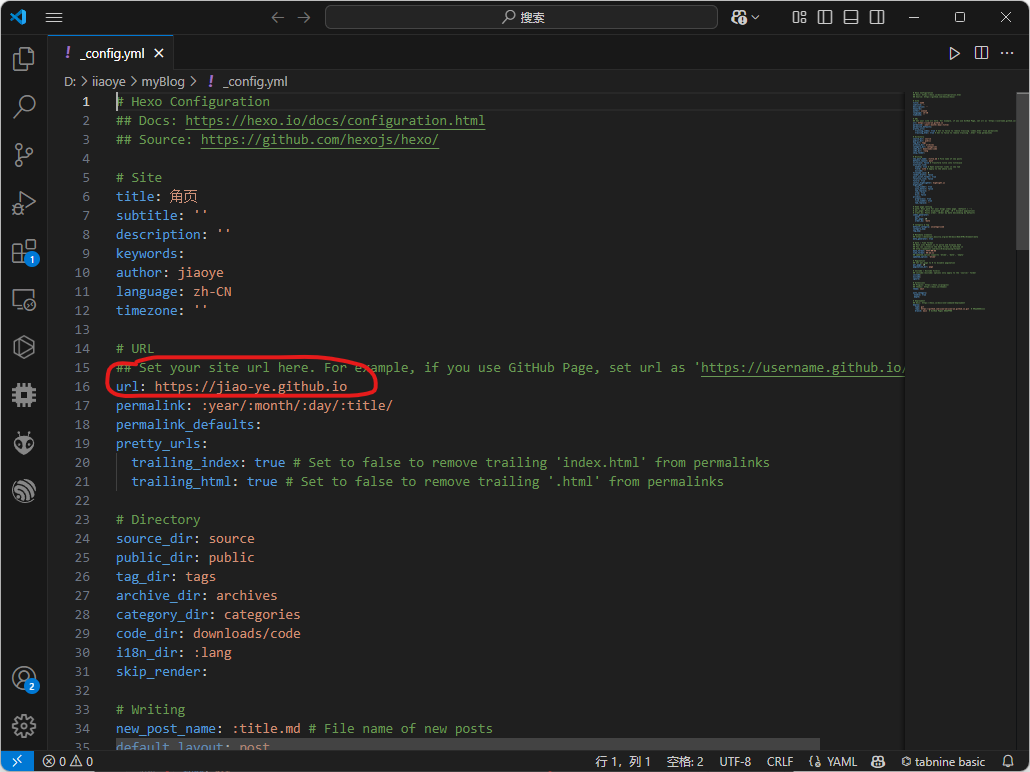 搜索
_config.yml
D: > iiaoye > myBlog > ! _config.yml
1 # Hexo Configuration
2 ## Docs: https://hexo.io/docs/configuration.html
3 ## Source: https://github.com/hexojs/hexo/
4
5 # Site
6 title: 角页
7 subtitle: ''
8 description: ''
9 keywords:
10 author: jiaoye
11 language: zh-CN
12 timezone: ''
13
14 # URL
15 ## Set your site url here. For example, if you use GitHub Page, set url as 'https://username.github.io/
16 url: https://jiao-ye.github.io
17 permalink: :year/:month/:day/:title/
18 permalink_defaults:
19 pretty_urls:
20 trailing_index: true # Set to false to remove trailing 'index.html' from permalinks
21 trailing_html: true # Set to false to remove trailing '.html' from permalinks
22
23 # Directory
24 source_dir: source
25 public_dir: public
26 tag_dir: tags
27 archive_dir: archives
28 category_dir: categories
29 code_dir: downloads/code
30 i18n_dir: :lang
31 skip_render:
32
33 # Writing
34 new_post_name: :title.md # File name of new posts
35 default_layout: post
1
2
0 0 行 1，列 1 空格: 2 UTF-8 CRLF {} YAML tabnine basic